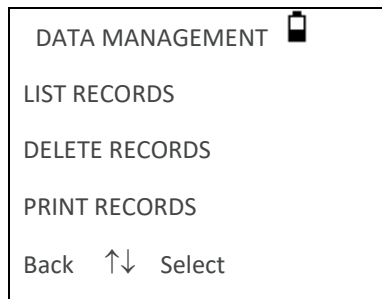 DATA MANAGEMENT
LIST RECORDS
DELETE RECORDS
PRINT RECORDS
Back ↑↓ Select